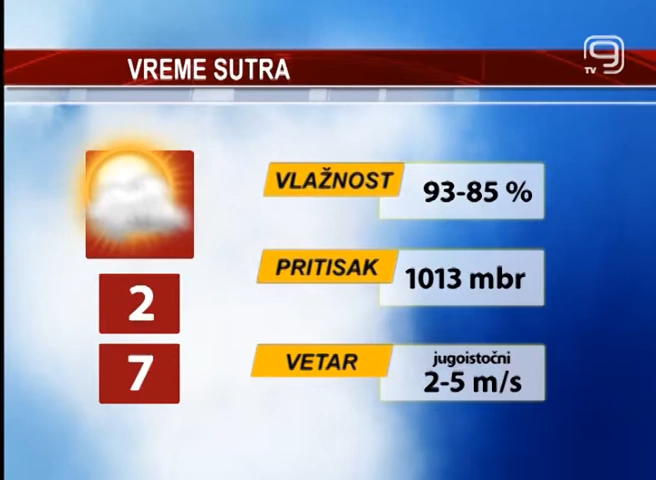 VREME SUTRA
9
TV
VLAŽNOST
93-85 %
2
PRITISAK
1013 mbr
7
VETAR
jugoistočni
2-5 m/s